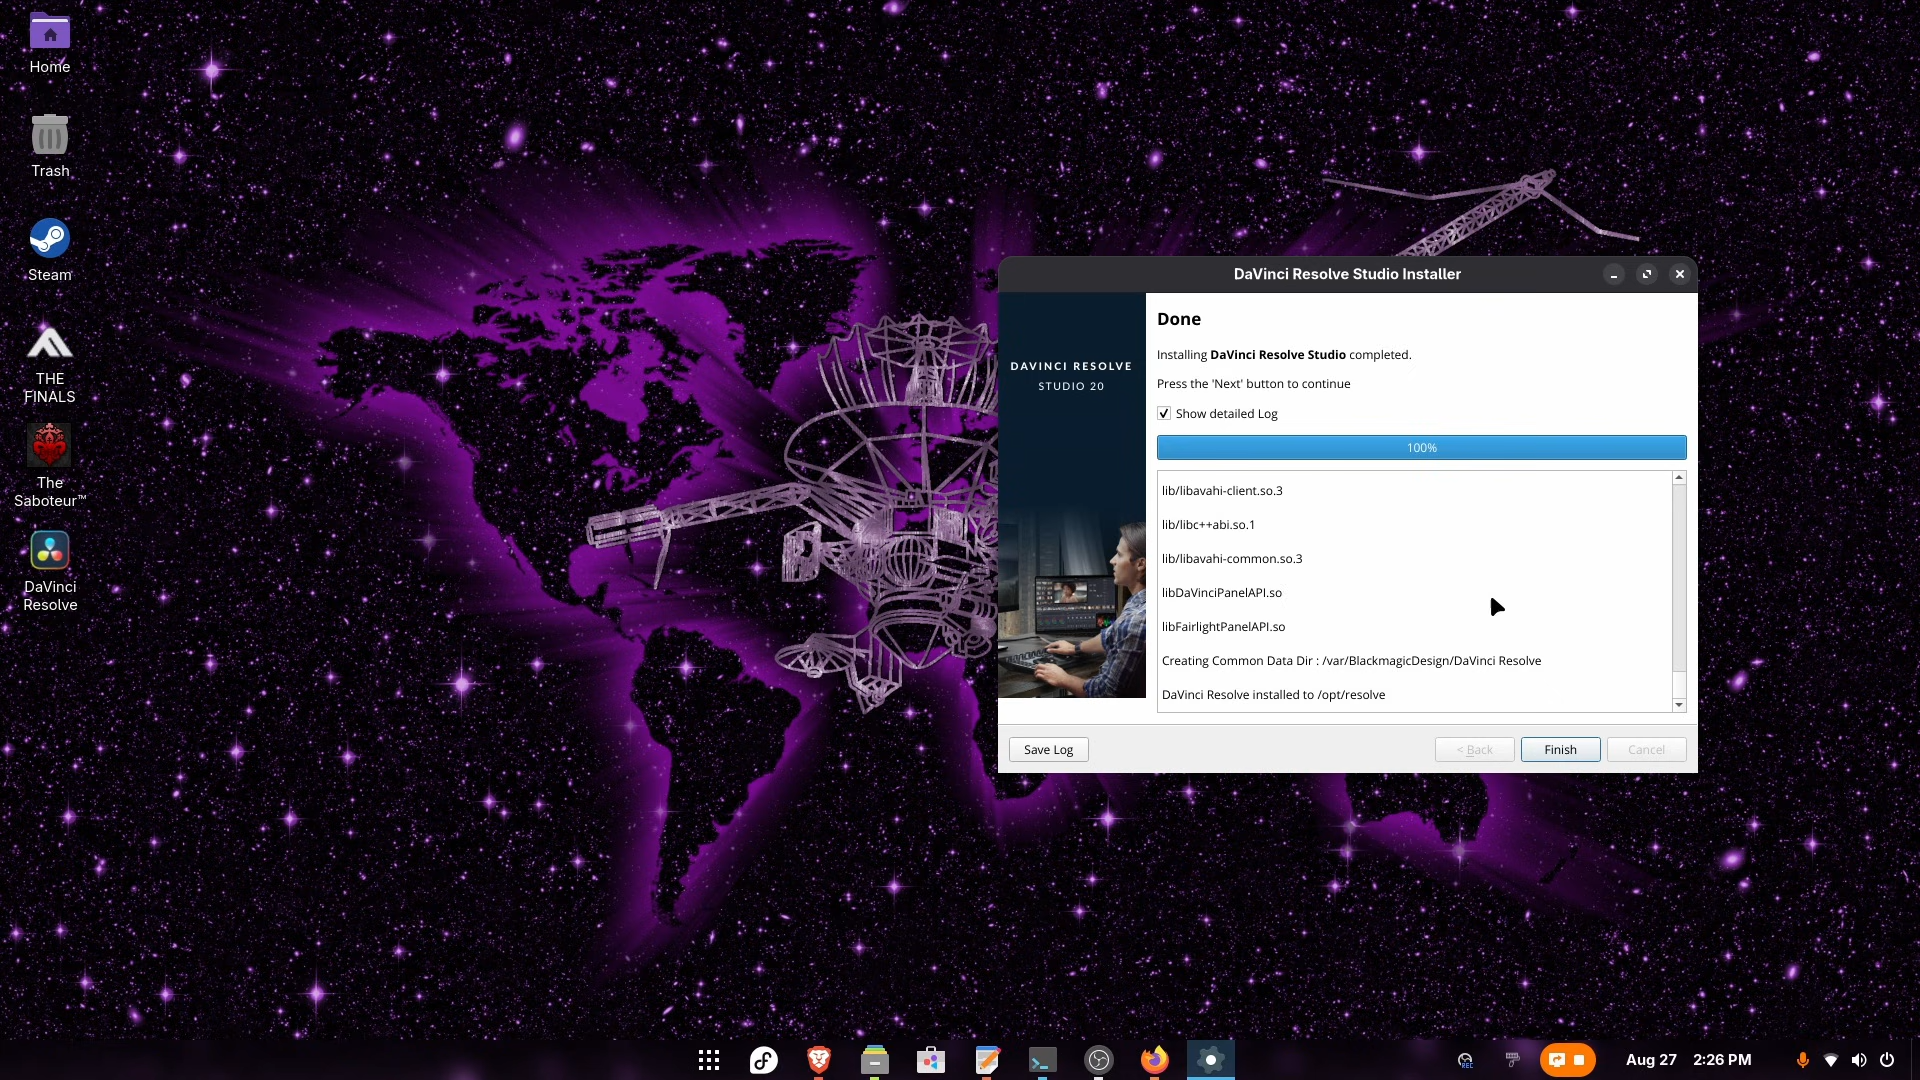 Home
Trash
Steam
THE
FINALS
The
Saboteur™
DaVinci
Resolve
DaVinci Resolve Studio Installer
DAVINCI RESOLVE
STUDIO 20
Done
Installing DaVinci Resolve Studio completed.
Press the 'Next' button to continue
Show detailed Log
100%
lib/libavahi-client.so.3
lib/libc++abi.so.1
lib/libavahi-common.so.3
libDaVinciPanelAPI.so
libFairlightPanelAPI.so
Creating Common Data Dir : /var/BlackmagicDesign/DaVinci Resolve
DaVinci Resolve installed to /opt/resolve
Save Log
< Back
Finish
Cancel
REC
Aug 27 2:26 PM